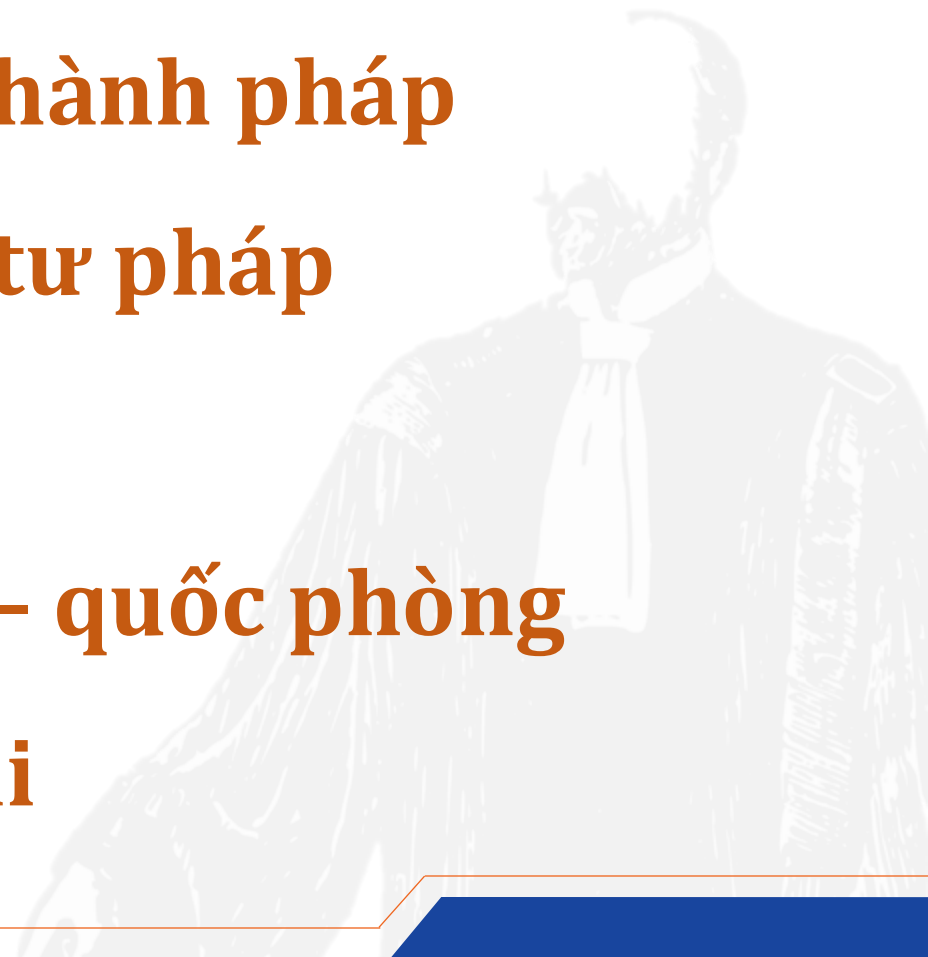 hành pháp
tư pháp
– quốc phòng
i